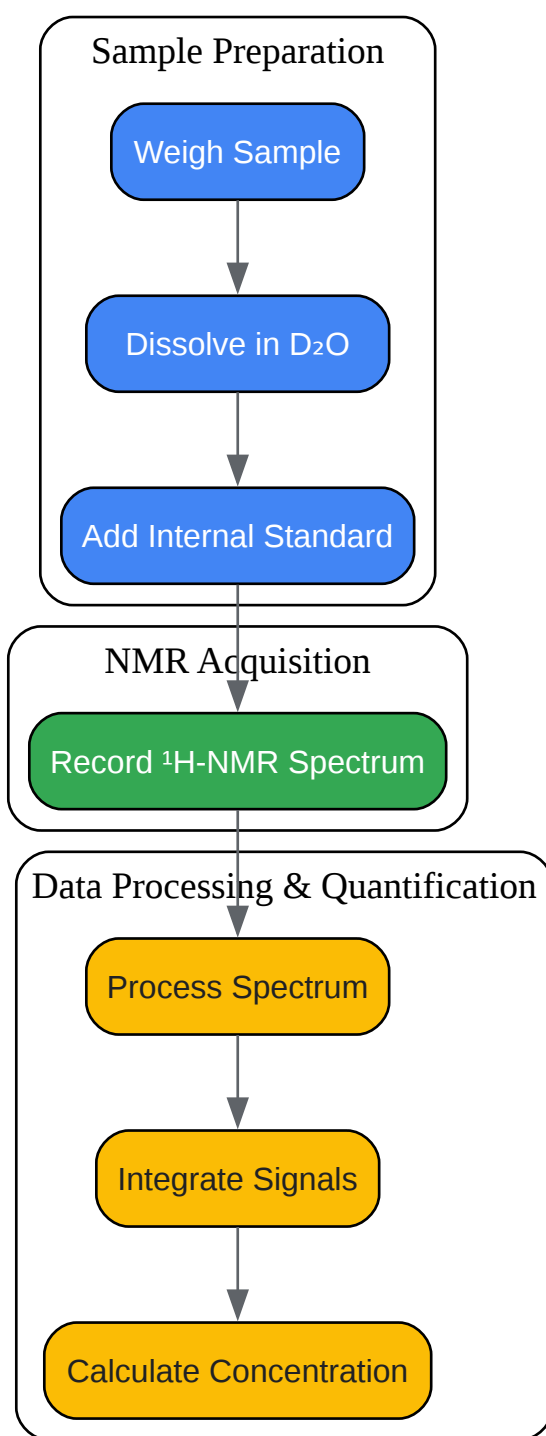 Sample Preparation
Weigh Sample
Dissolve in D₂O
Add Internal Standard
NMR Acquisition
Record ¹H-NMR Spectrum
Data Processing & Quantification
Process Spectrum
Integrate Signals
Calculate Concentration